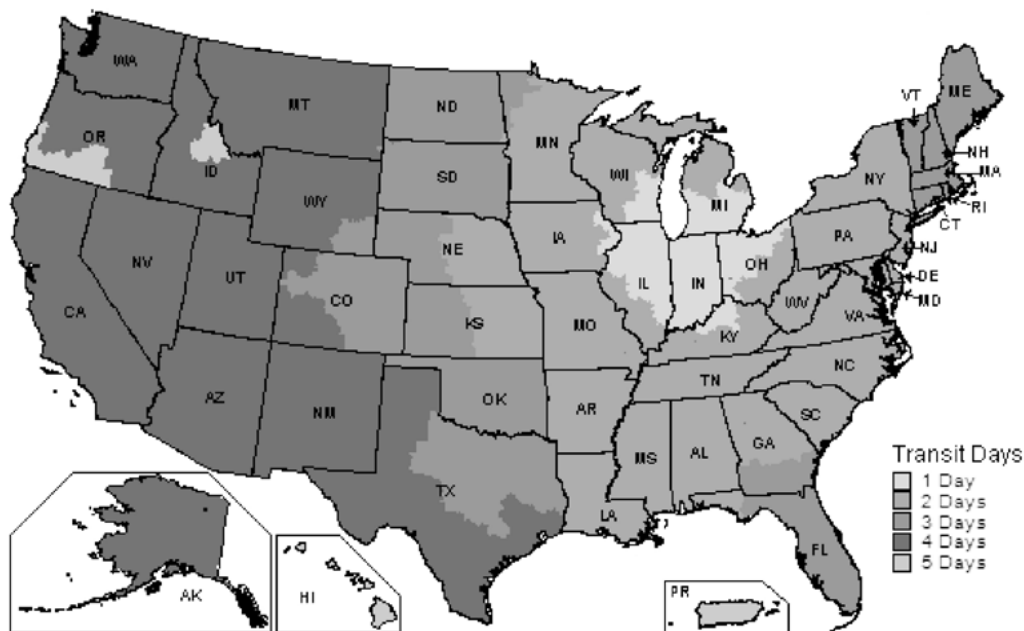 WA
MT
ND
MN
ME
VT
OR
ID
SD
WI
MI
NY
NH
MA
WY
RI
CT
NE
IA
PA
NJ
NV
UT
CO
IL
IN
OH
DE
MD
CA
KS
MO
WV
VA
KY
AZ
NM
OK
AR
TN
NC
SC
TX
MS
AL
GA
LA
FL
Transit Days
1 Day
2 Days
3 Days
4 Days
5 Days
AK
HI
PR